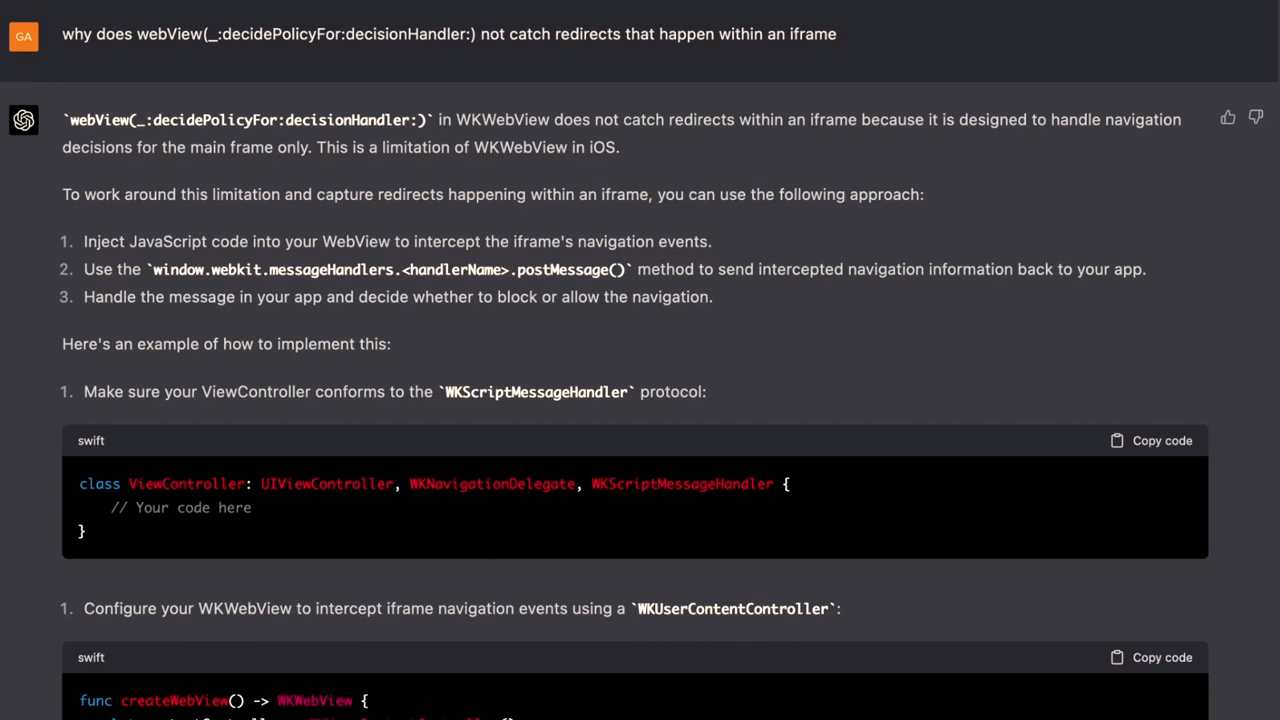 GA
why does webView(_:decidePolicyFor:decisionHandler:) not catch redirects that happen within an iframe
`webView(_:decidePolicyFor:decisionHandler:)` in WKWebView does not catch redirects within an iframe because it is designed to handle navigation
decisions for the main frame only. This is a limitation of WKWebView in iOS.
To work around this limitation and capture redirects happening within an iframe, you can use the following approach:
1. Inject JavaScript code into your WebView to intercept the iframe's navigation events.
2. Use the `window.webkit.messageHandlers.<handlerName>.postMessage()` method to send intercepted navigation information back to your app.
3. Handle the message in your app and decide whether to block or allow the navigation.
Here's an example of how to implement this:
1. Make sure your ViewController conforms to the `WKScriptMessageHandler` protocol:
swift Copy code
class ViewController: UIViewController, WKNavigationDelegate, WKScriptMessageHandler {
// Your code here
}
1. Configure your WKWebView to intercept iframe navigation events using a `WKUserContentController`:
swift Copy code
func createWebView() -> WKWebView {